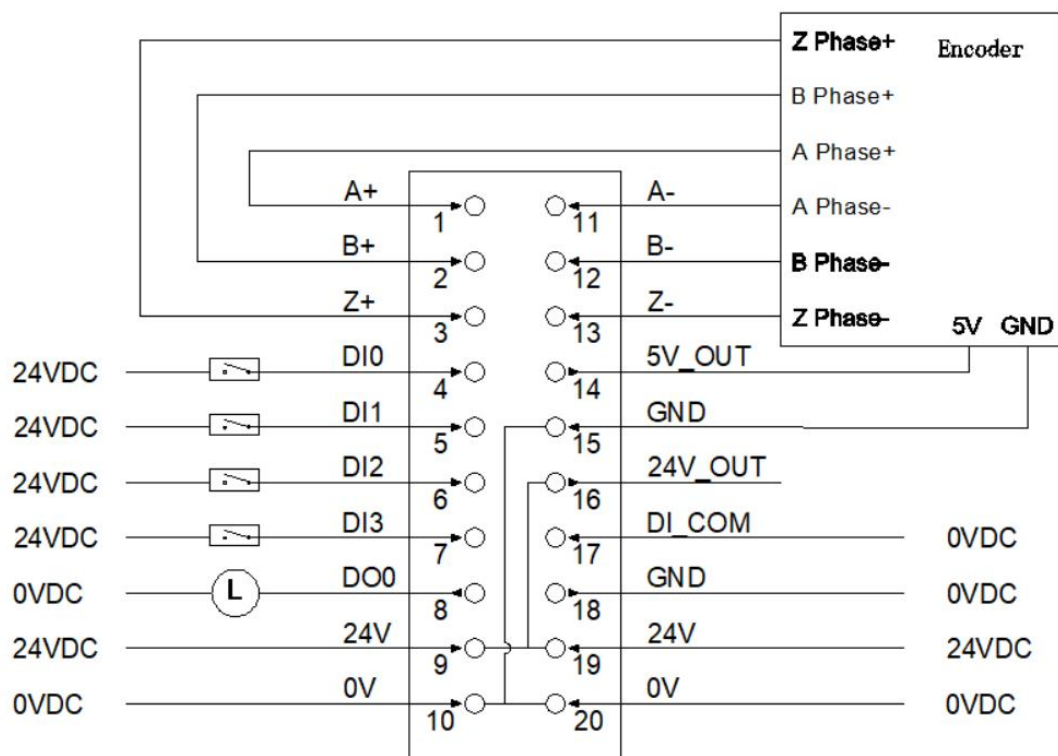 Z Phase+ Encoder
B Phase+
A Phase+
A+ A- A Phase-
1 11
B+ B- B Phase-
2 12
Z+ Z- Z Phase- 5V GND
3 13
24VDC DI0 5V_OUT
4 14
24VDC DI1 GND
5 15
24VDC DI2 24V_OUT
6 16
24VDC DI3 DI_COM 0VDC
7 17
0VDC L DO0 GND 0VDC
8 18
24VDC 24V 24V 24VDC
9 19
0VDC 0V 0V 0VDC
10 20